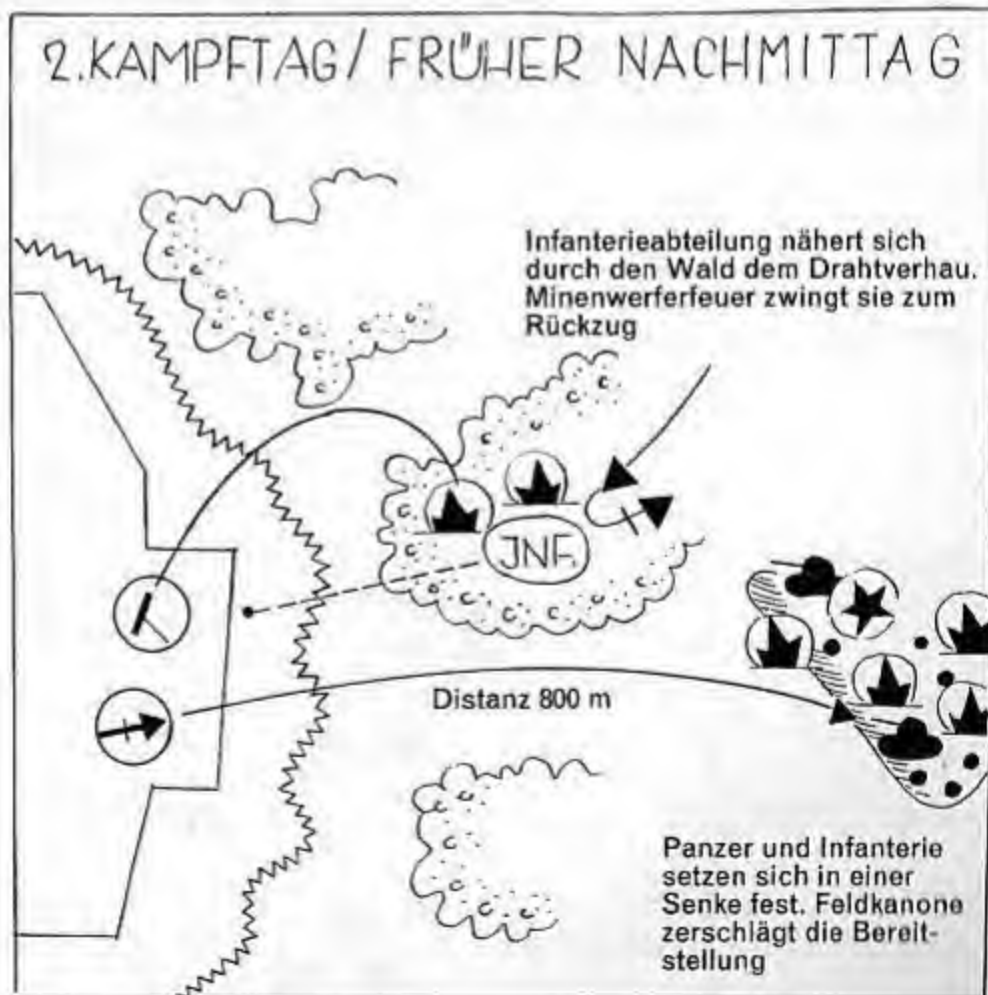 2.KAMPFTAG/ FRÜHER NACHMITTAG
Infanterieabteilung nähert sich
durch den Wald dem Drahtverhau.
Minenwerferfeuer zwingt sie zum
Rückzug
JNF.
Distanz 800 m
Panzer und Infanterie
setzen sich in einer
Senke fest. Feldkanone
zerschlägt die Bereit-
stellung